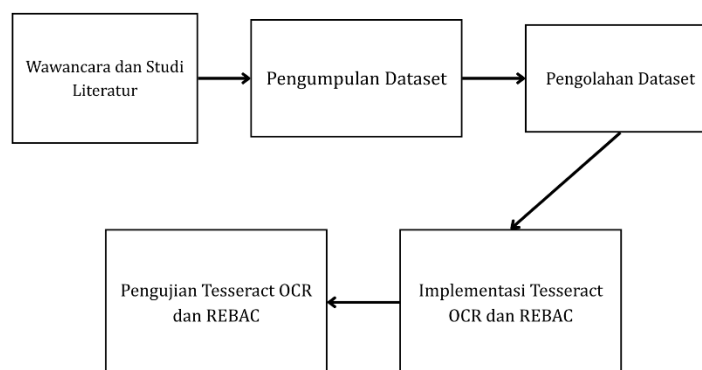 Wawancara dan Studi
Literatur
Pengumpulan Dataset
Pengolahan Dataset
Implementasi Tesseract
OCR dan REBAC
Pengujian Tesseract OCR
dan REBAC